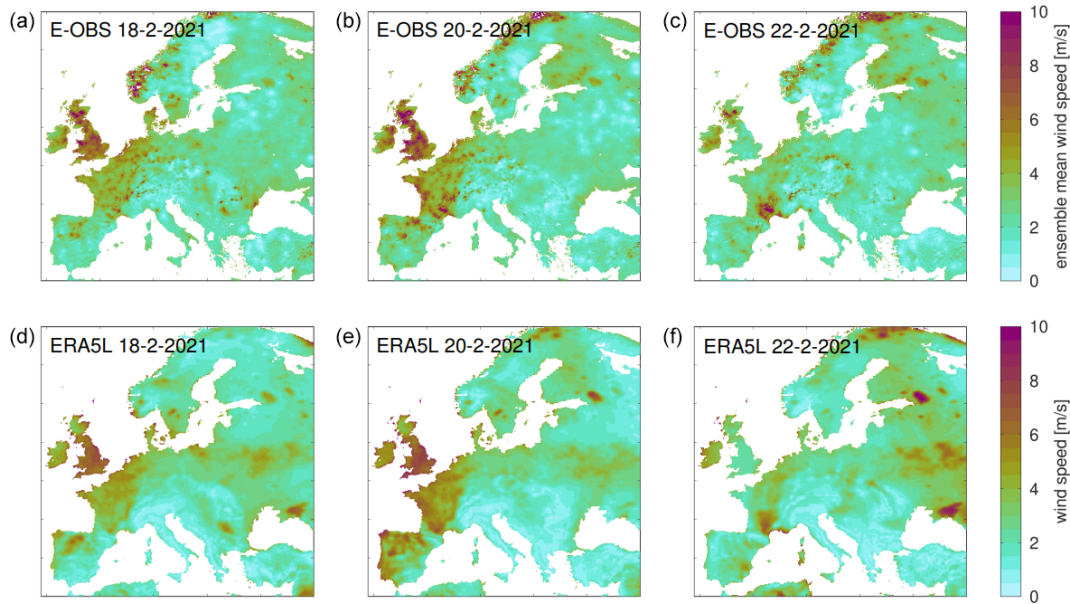 (a) E-OBS 18-2-2021
(b) E-OBS 20-2-2021
(c) E-OBS 22-2-2021
10
8
6
4
2
0
ensemble mean wind speed [m/s]
(d) ERA5L 18-2-2021
(e) ERA5L 20-2-2021
(f) ERA5L 22-2-2021
10
8
6
4
2
0
wind speed [m/s]